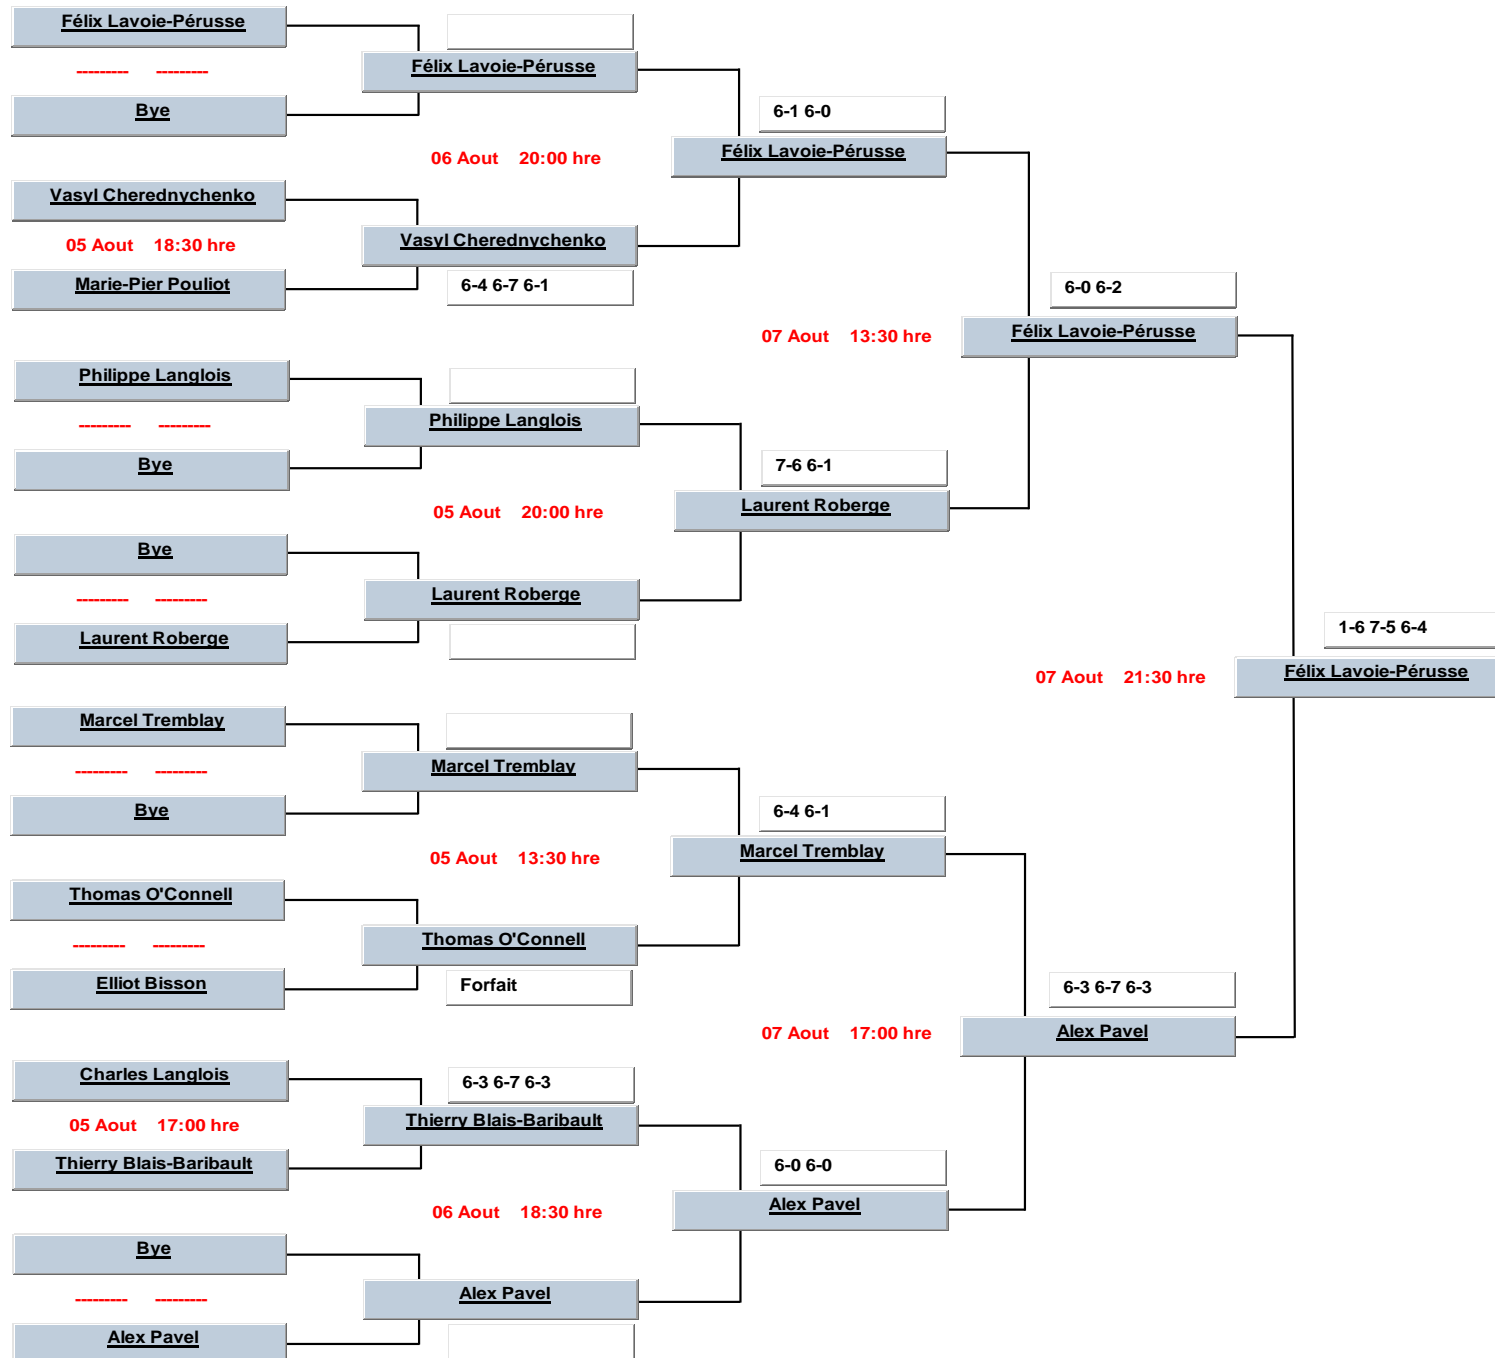 Félix Lavoie-Pérusse
--------- ---------
Bye
Félix Lavoie-Pérusse
06 Aout 20:00 hre
6-1 6-0
Félix Lavoie-Pérusse
Vasyl Cherednychenko
05 Aout 18:30 hre
Marie-Pier Pouliot
Vasyl Cherednychenko
6-4 6-7 6-1
6-0 6-2
07 Aout 13:30 hre
Félix Lavoie-Pérusse
Philippe Langlois
--------- ---------
Bye
Philippe Langlois
05 Aout 20:00 hre
7-6 6-1
Laurent Roberge
Bye
--------- ---------
Laurent Roberge
Laurent Roberge
1-6 7-5 6-4
07 Aout 21:30 hre
Félix Lavoie-Pérusse
Marcel Tremblay
--------- ---------
Bye
Marcel Tremblay
05 Aout 13:30 hre
6-4 6-1
Marcel Tremblay
Thomas O'Connell
--------- ---------
Elliot Bisson
Thomas O'Connell
Forfait
6-3 6-7 6-3
07 Aout 17:00 hre
Alex Pavel
Charles Langlois
05 Aout 17:00 hre
Thierry Blais-Baribault
6-3 6-7 6-3
Thierry Blais-Baribault
06 Aout 18:30 hre
6-0 6-0
Alex Pavel
Bye
--------- ---------
Alex Pavel
Alex Pavel